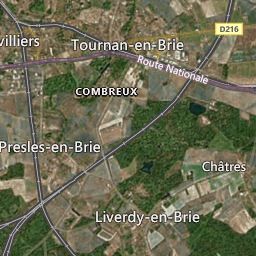 D216
villiers
Tournan-en-Brie
Route Nationale
COMBREUX
Presles-en-Brie
Châtres
Liverdy-en-Brie